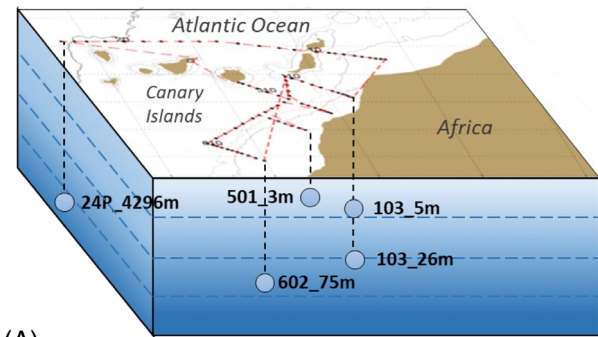 Atlantic Ocean
Canary
Islands
Africa
24P_4296m
501_3m
103_5m
103_26m
602_75m
(A)